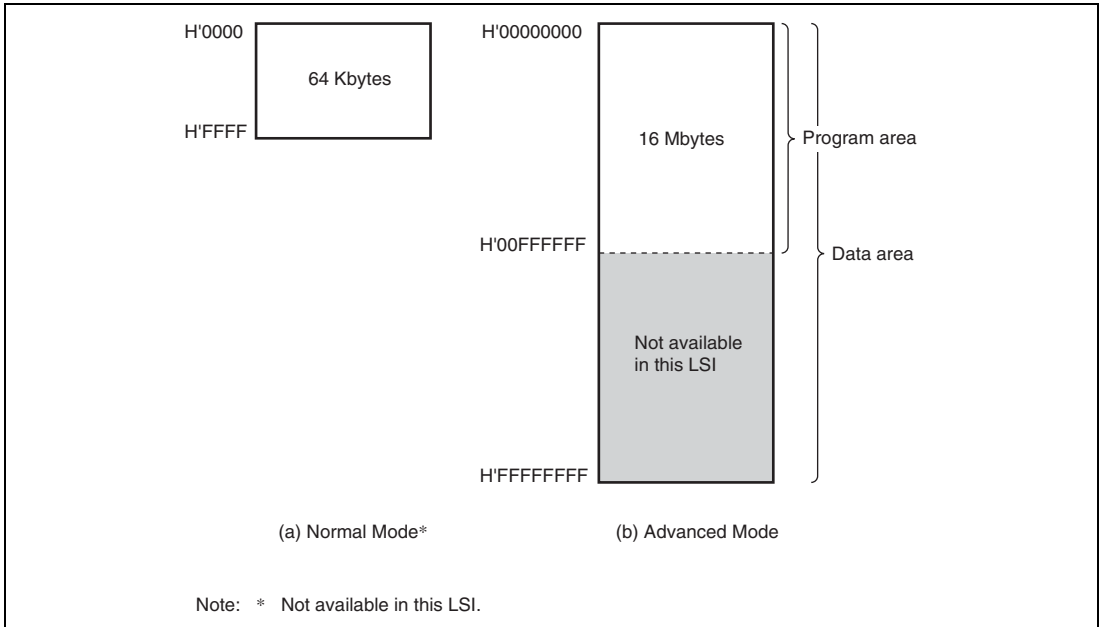 H'0000
64 Kbytes
H'FFFF
H'00000000
16 Mbytes
Program area
H'00FFFFFF
Data area
Not available
in this LSI
H'FFFFFFFF
(a) Normal Mode*
(b) Advanced Mode
Note: * Not available in this LSI.